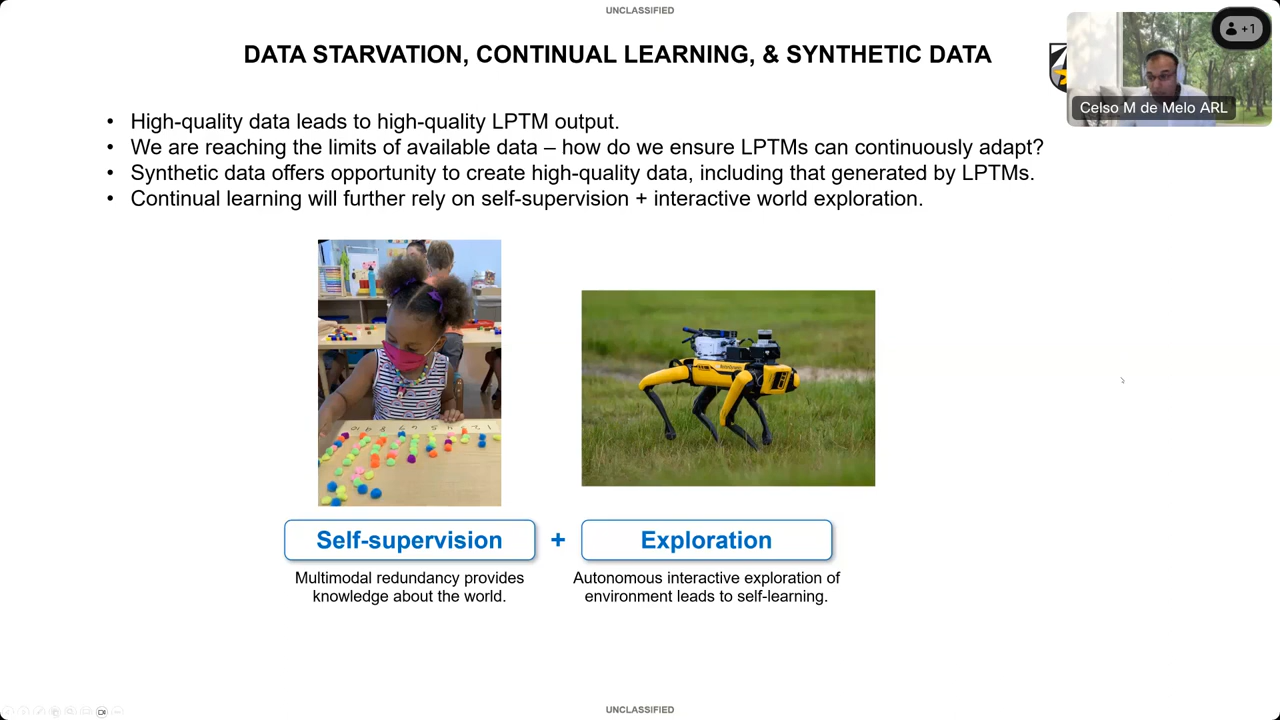 UNCLASSIFIED
DATA STARVATION, CONTINUAL LEARNING, & SYNTHETIC DATA
+1
Celso M de Melo ARL
• High-quality data leads to high-quality LPTM output.
• We are reaching the limits of available data – how do we ensure LPTMs can continuously adapt?
• Synthetic data offers opportunity to create high-quality data, including that generated by LPTMs.
• Continual learning will further rely on self-supervision + interactive world exploration.
Self-supervision + Exploration
Multimodal redundancy provides
knowledge about the world.
Autonomous interactive exploration of
environment leads to self-learning.
UNCLASSIFIED